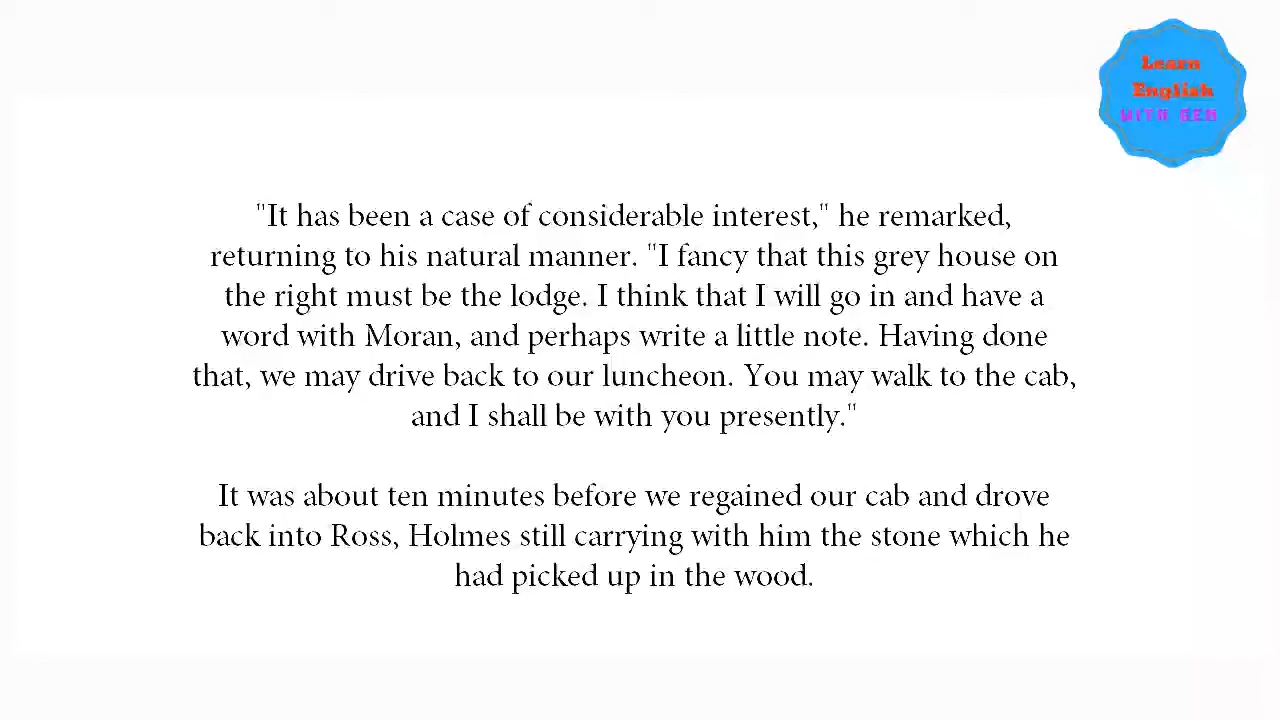 Learn
English
WITH BEN
"It has been a case of considerable interest," he remarked,
returning to his natural manner. "I fancy that this grey house on
the right must be the lodge. I think that I will go in and have a
word with Moran, and perhaps write a little note. Having done
that, we may drive back to our luncheon. You may walk to the cab,
and I shall be with you presently."
It was about ten minutes before we regained our cab and drove
back into Ross, Holmes still carrying with him the stone which he
had picked up in the wood.